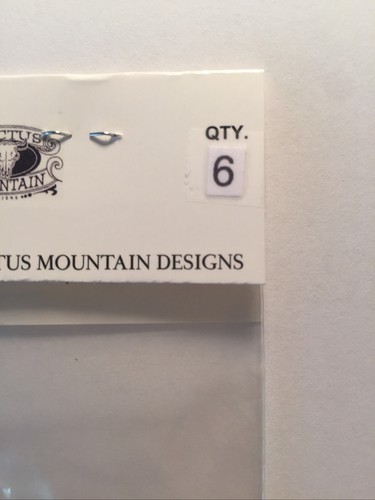 CTUS
NTAIN
QTY.
6
TUS MOUNTAIN DESIGNS